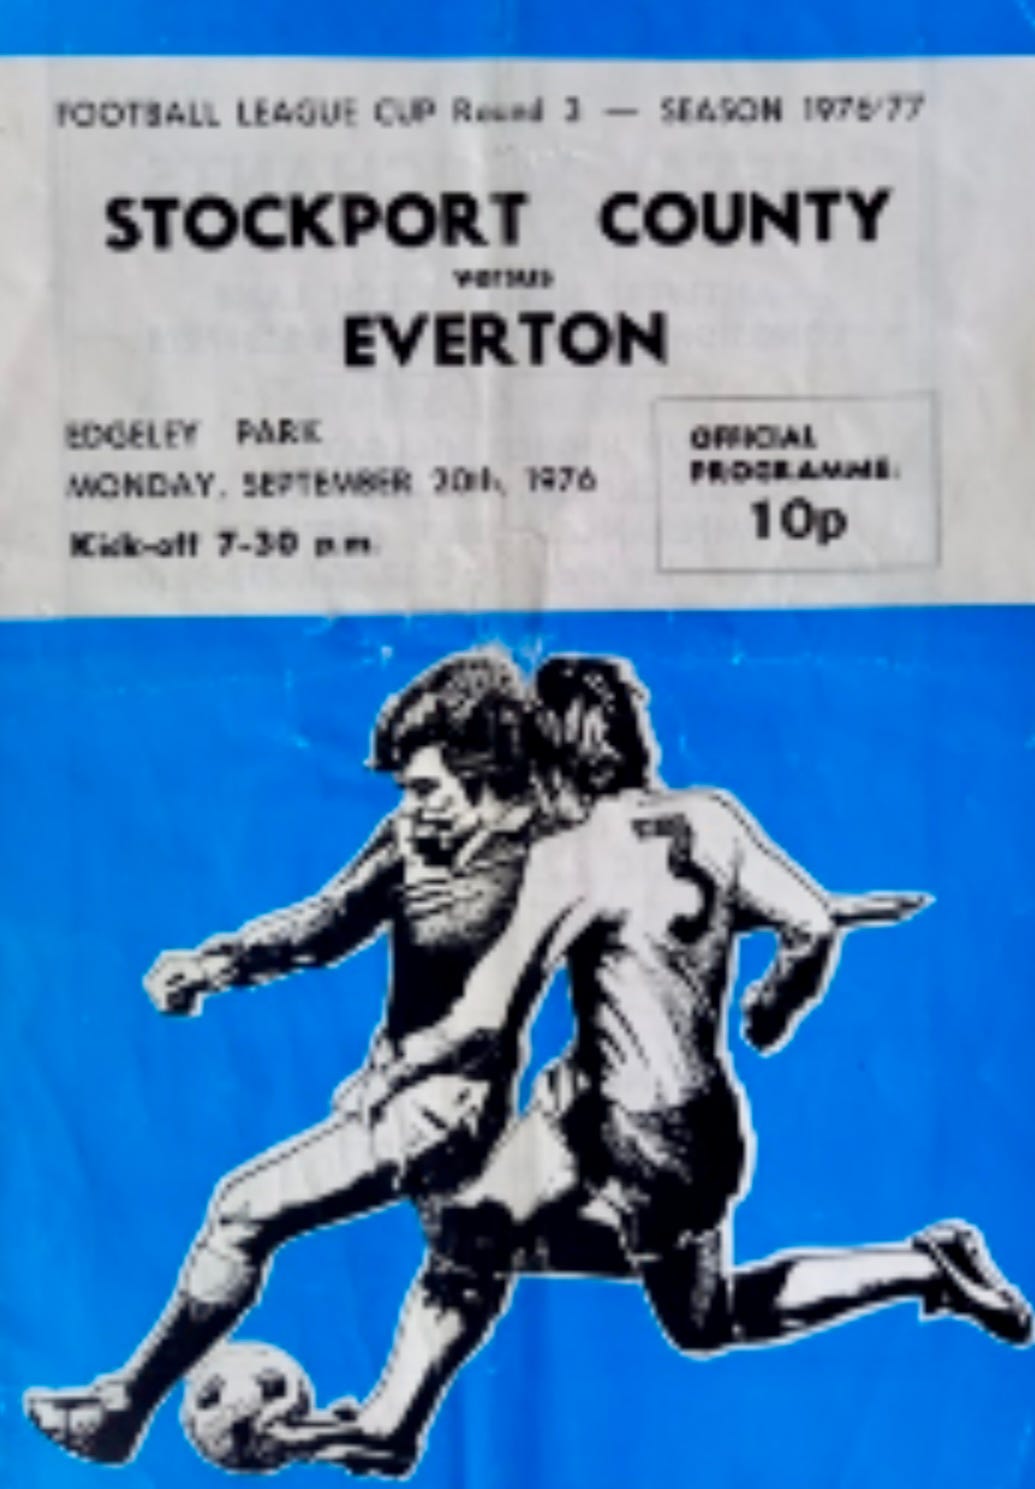 FOOTBALL LEAGUE CUP Round 3 — SEASON 1976/77
STOCKPORT COUNTY
versus
EVERTON
EDGELEY PARK
MONDAY, SEPTEMBER 20th, 1976
Kick-off 7-30 p.m.
OFFICIAL
PROGRAMME:
10p
3